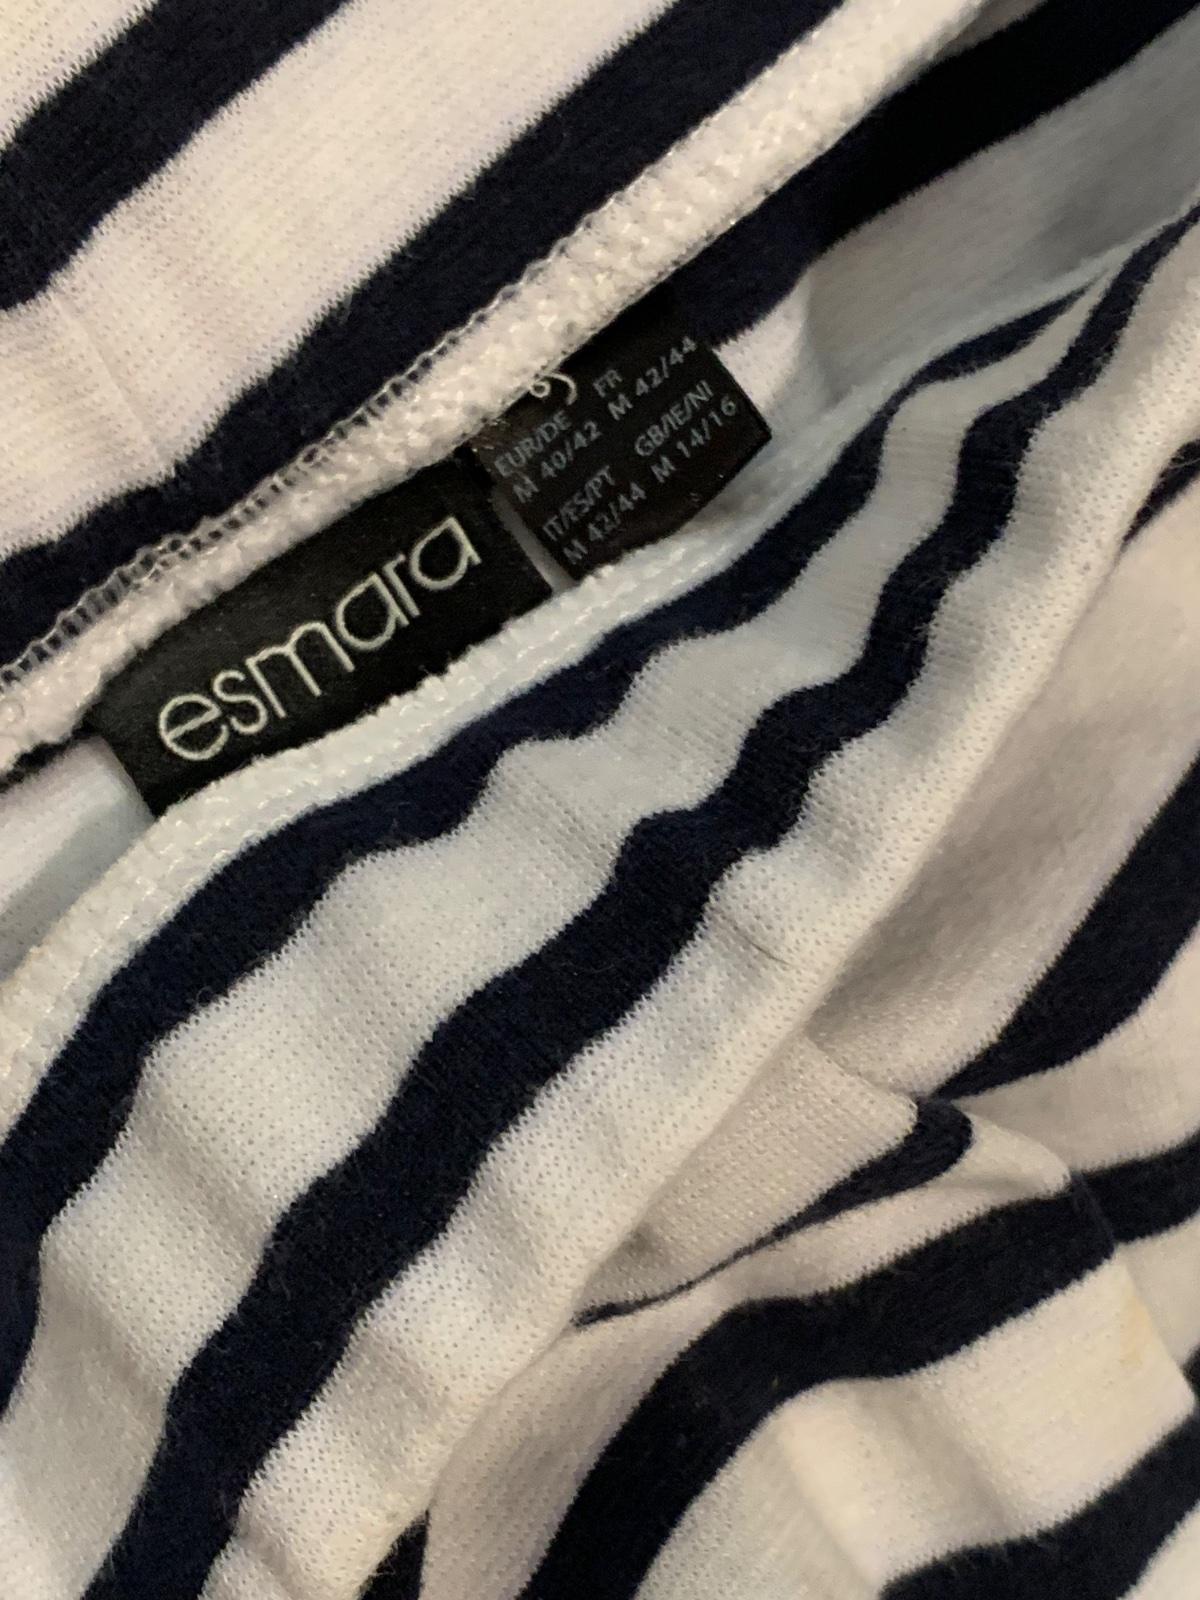 esmara
EUR/DE FR
M 40/42 M 42/44
IT/ES/PT GB/IE/NI
M 42/44 M 14/16